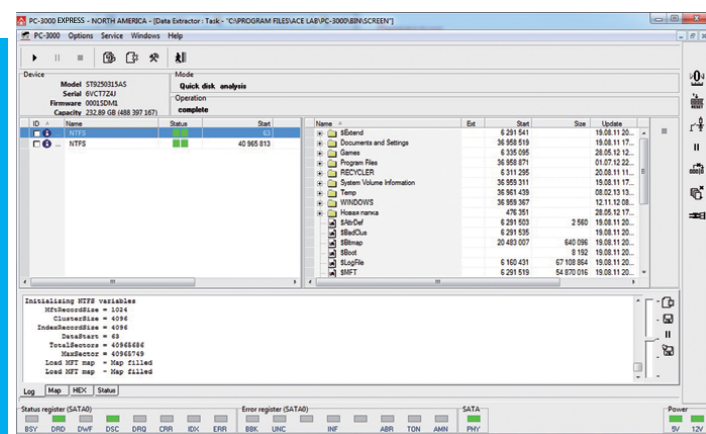 PC-3000 EXPRESS - NORTH AMERICA - [Data Extractor : Task - "C:\PROGRAM FILES\ACE LAB\PC-3000\BIN\SCREEN"]
PC-3000 Options Service Windows Help
Device
Model ST9250315AS
Serial 6VCT7Z4J
Firmware 0001SDM1
Capacity 232.89 GB (488 397 167)
Mode
Quick disk analysis
Operation
complete
ID Name Status Start
NTFS 63
NTFS 40 965 813
Name Ext Start Size Update
$Extend 6 291 541 19.08.11 20...
Documents and Settings 36 958 519 19.08.11 17...
Games 6 335 095 28.05.12 12...
Program Files 36 958 871 01.07.12 22...
RECYCLER 6 311 295 20.08.11 11...
System Volume Information 36 959 311 19.08.11 17...
Temp 36 961 439 08.02.13 13...
WINDOWS 36 959 367 12.11.12 08...
Новая папка 476 351 28.05.12 17...
$AttrDef 6 291 503 2 560 19.08.11 20...
$BadClus 6 291 535 19.08.11 20...
$Bitmap 20 483 007 640 096 19.08.11 20...
$Boot 8 192 19.08.11 20...
$LogFile 6 160 431 67 108 864 19.08.11 20...
$MFT 6 291 519 54 870 016 19.08.11 20...
Initializing NTFS variables
MftRecordSize = 1024
ClusterSize = 4096
IndexRecordSize = 4096
DataStart = 63
TotalSectors = 40965686
MaxSector = 40965749
Load MFT map - Map filled
Load MFT map - Map filled
Log Map HEX Status
Status register (SATA0) Error register (SATA0) SATA Power
BSY DRD DWF DSC DRQ CRR IDX ERR BBK UNC INF ABR TON AMN PHY 5V 12V